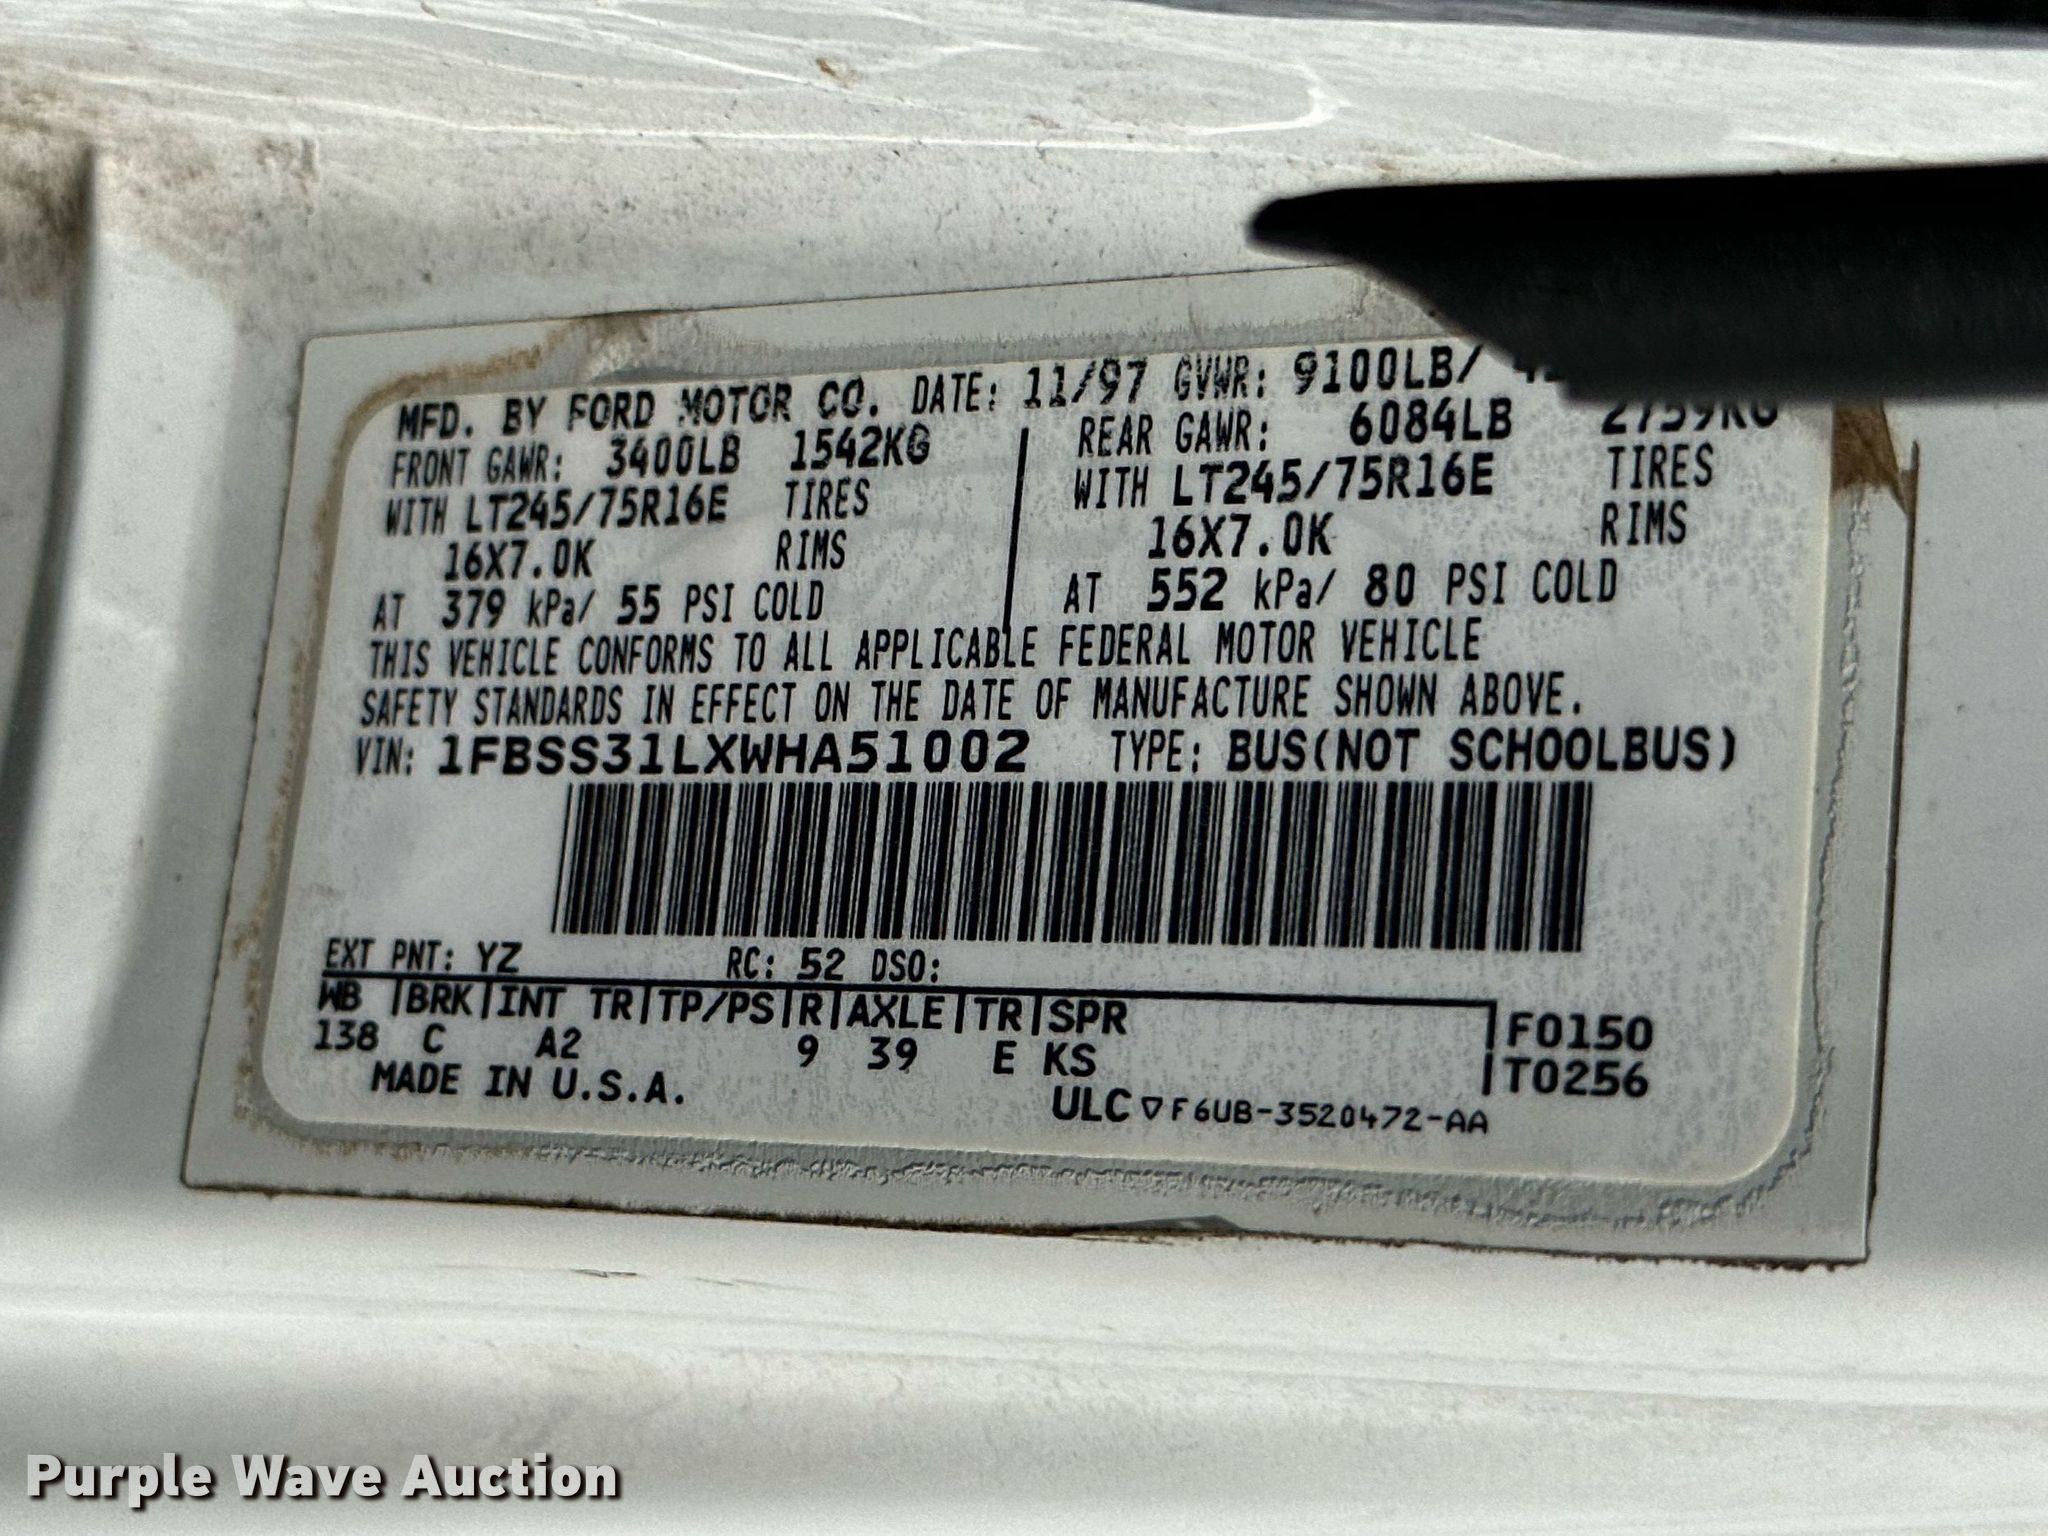 MFD. BY FORD MOTOR CO. DATE: 11/97 GVWR: 9100LB/
FRONT GAWR: 3400LB 1542KG REAR GAWR: 6084LB 2759KG
WITH LT245/75R16E TIRES WITH LT245/75R16E TIRES
16X7.0K RIMS 16X7.0K RIMS
AT 379 kPa/ 55 PSI COLD AT 552 kPa/ 80 PSI COLD
THIS VEHICLE CONFORMS TO ALL APPLICABLE FEDERAL MOTOR VEHICLE
SAFETY STANDARDS IN EFFECT ON THE DATE OF MANUFACTURE SHOWN ABOVE.
VIN: 1FBSS31LXWHA51002 TYPE: BUS(NOT SCHOOLBUS)
EXT PNT: YZ RC: 52 DSO:
WB |BRK|INT TR|TP/PS|R|AXLE|TR|SPR F0150
138 C A2 9 39 E KS T0256
MADE IN U.S.A. ULC ▽F6UB-3520472-AA
Purple Wave Auction